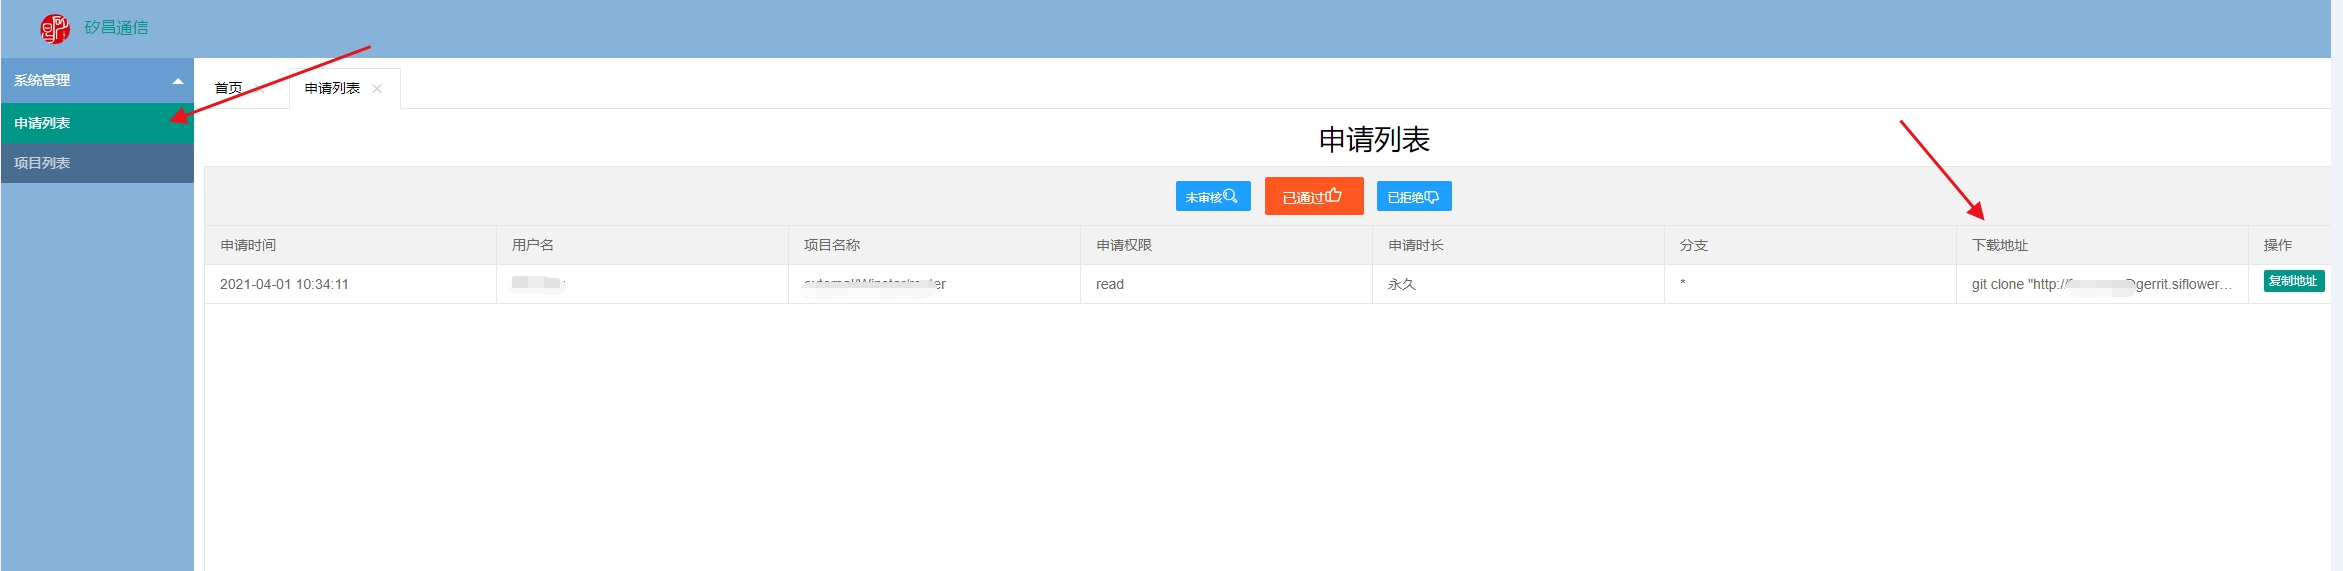 矽昌通信
系统管理
申请列表
项目列表
首页
申请列表
申请列表
未审核 已通过 已拒绝
申请时间 用户名 项目名称 申请权限 申请时长 分支 下载地址 操作
2021-04-01 10:34:11 read 永久 * git clone "http:// gerrit.siflower... 复制地址